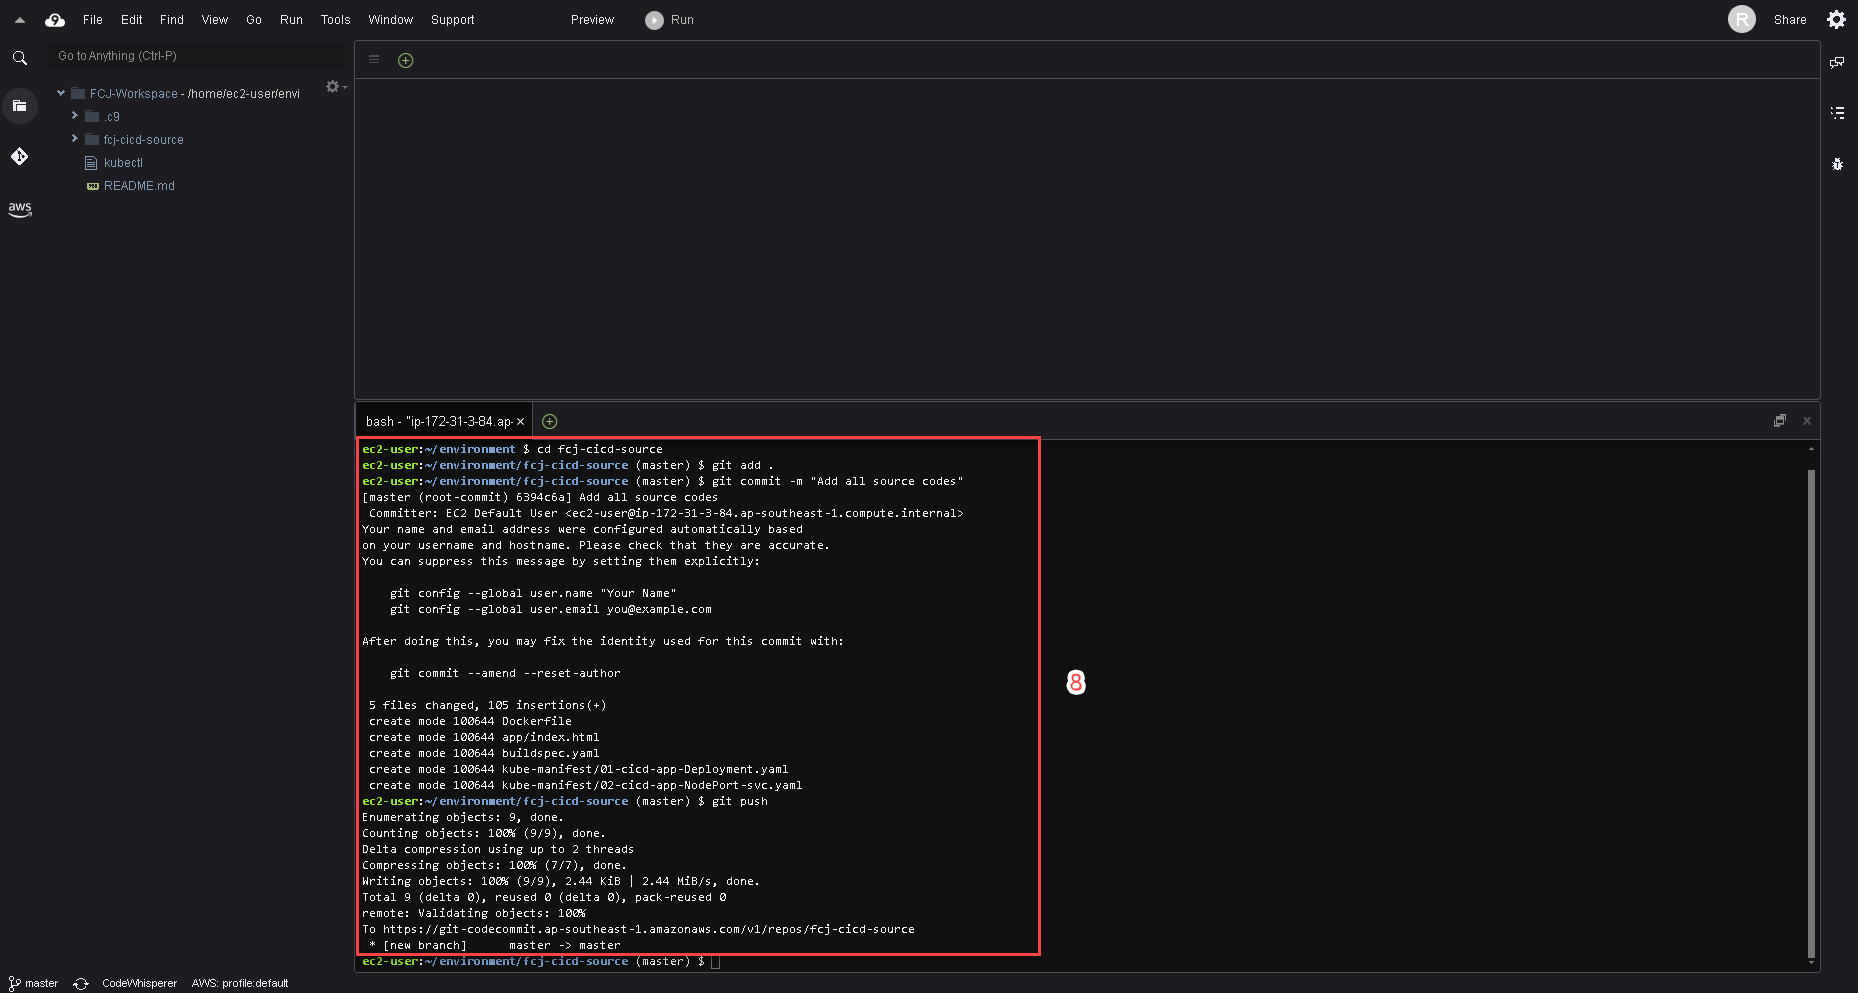 9 File Edit Find View Go Run Tools Window Support Preview Run R Share
Go to Anything (Ctrl-P)
FCJ-Workspace - /home/ec2-user/envi
.c9
fcj-cicd-source
kubectl
README.md
aws
bash - "ip-172-31-3-84.ap-
ec2-user:~/environment $ cd fcj-cicd-source
ec2-user:~/environment/fcj-cicd-source (master) $ git add .
ec2-user:~/environment/fcj-cicd-source (master) $ git commit -m "Add all source codes"
[master (root-commit) 6394c6a] Add all source codes
Committer: EC2 Default User <ec2-user@ip-172-31-3-84.ap-southeast-1.compute.internal>
Your name and email address were configured automatically based
on your username and hostname. Please check that they are accurate.
You can suppress this message by setting them explicitly:
git config --global user.name "Your Name"
git config --global user.email you@example.com
After doing this, you may fix the identity used for this commit with:
git commit --amend --reset-author
5 files changed, 105 insertions(+)
create mode 100644 Dockerfile
create mode 100644 app/index.html
create mode 100644 buildspec.yaml
create mode 100644 kube-manifest/01-cicd-app-Deployment.yaml
create mode 100644 kube-manifest/02-cicd-app-NodePort-svc.yaml
ec2-user:~/environment/fcj-cicd-source (master) $ git push
Enumerating objects: 9, done.
Counting objects: 100% (9/9), done.
Delta compression using up to 2 threads
Compressing objects: 100% (7/7), done.
Writing objects: 100% (9/9), 2.44 KiB | 2.44 MiB/s, done.
Total 9 (delta 0), reused 0 (delta 0), pack-reused 0
remote: Validating objects: 100%
To https://git-codecommit.ap-southeast-1.amazonaws.com/v1/repos/fcj-cicd-source
* [new branch]      master -> master
ec2-user:~/environment/fcj-cicd-source (master) $
8
master CodeWhisperer AWS: profile:default